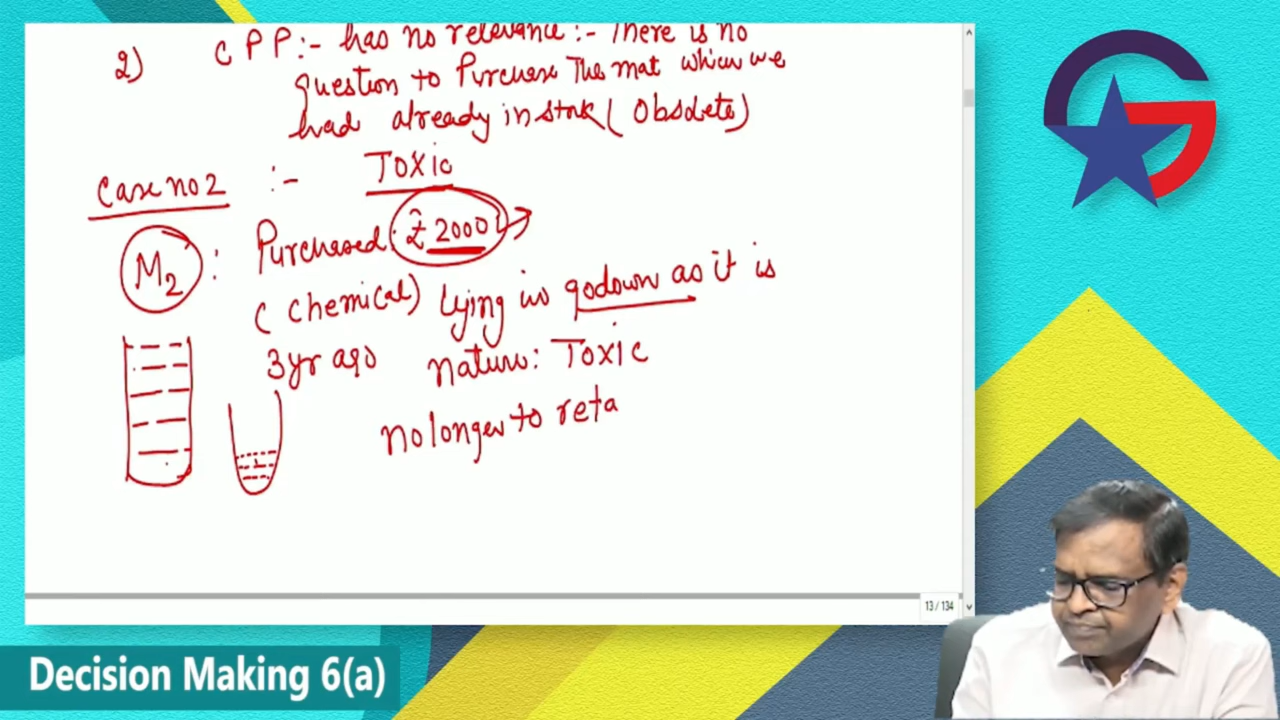 2) CPP:- has no relevance:- There is no
question to Purchase The mat which we
had already in stok (Obsolete)
Case no 2 :- TOXIC
M2 : Purchased ₹ 2000
(Chemical) lying in godown as it is
3yr ago nature: Toxic
No longer to reta
13 / 134
Decision Making 6(a)